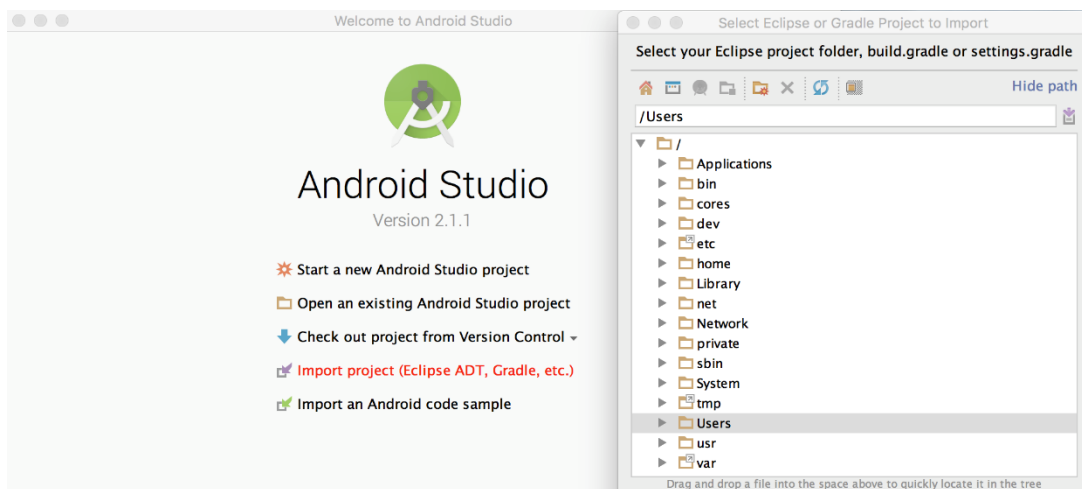 Welcome to Android Studio
Android Studio
Version 2.1.1
Start a new Android Studio project
Open an existing Android Studio project
Check out project from Version Control
Import project (Eclipse ADT, Gradle, etc.)
Import an Android code sample
Select Eclipse or Gradle Project to Import
Select your Eclipse project folder, build.gradle or settings.gradle
Hide path
/Users
/
Applications
bin
cores
dev
etc
home
Library
net
Network
private
sbin
System
tmp
Users
usr
var
Drag and drop a file into the space above to quickly locate it in the tree